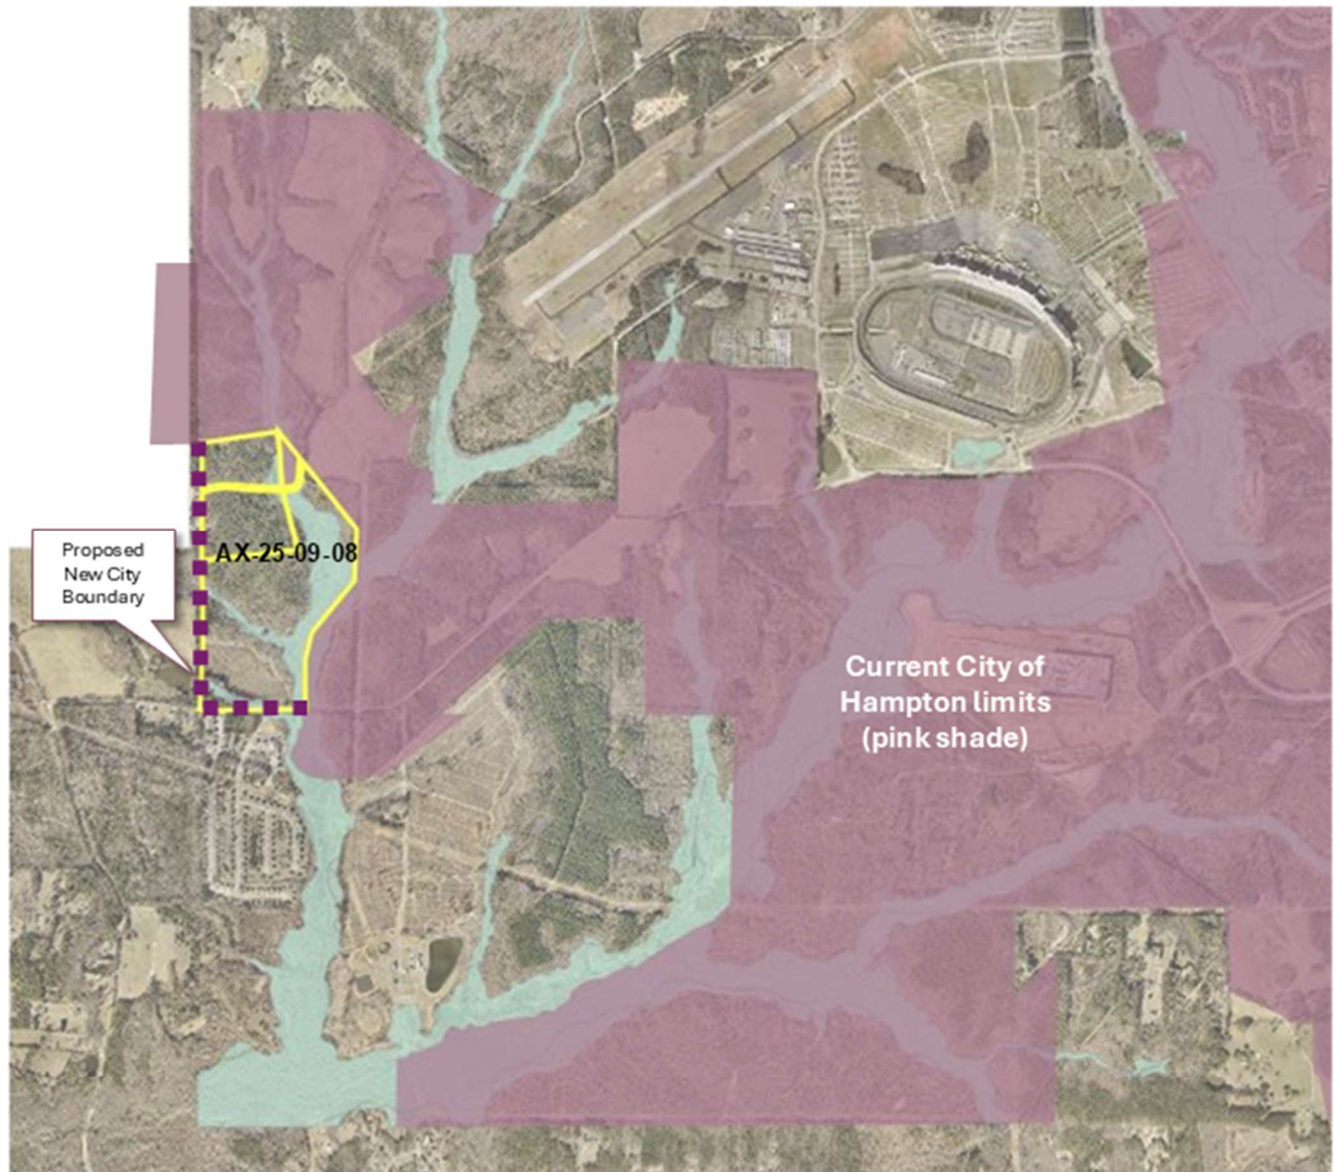 Proposed
New City
Boundary
AX-25-09-08
Current City of
Hampton limits
(pink shade)